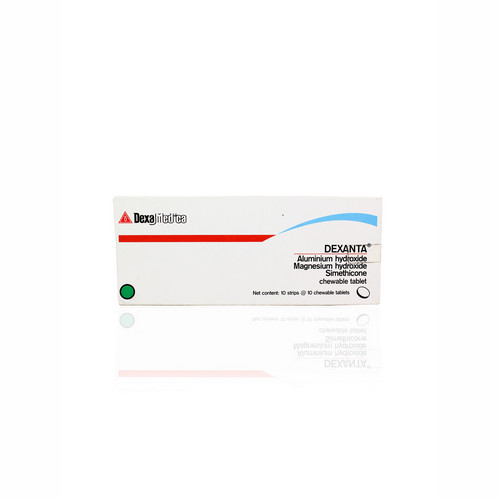 DexaMedica
DEXANTA®
Aluminium hydroxide
Magnesium hydroxide
Simethicone
chewable tablet
Net content: 10 strips @ 10 chewable tablets